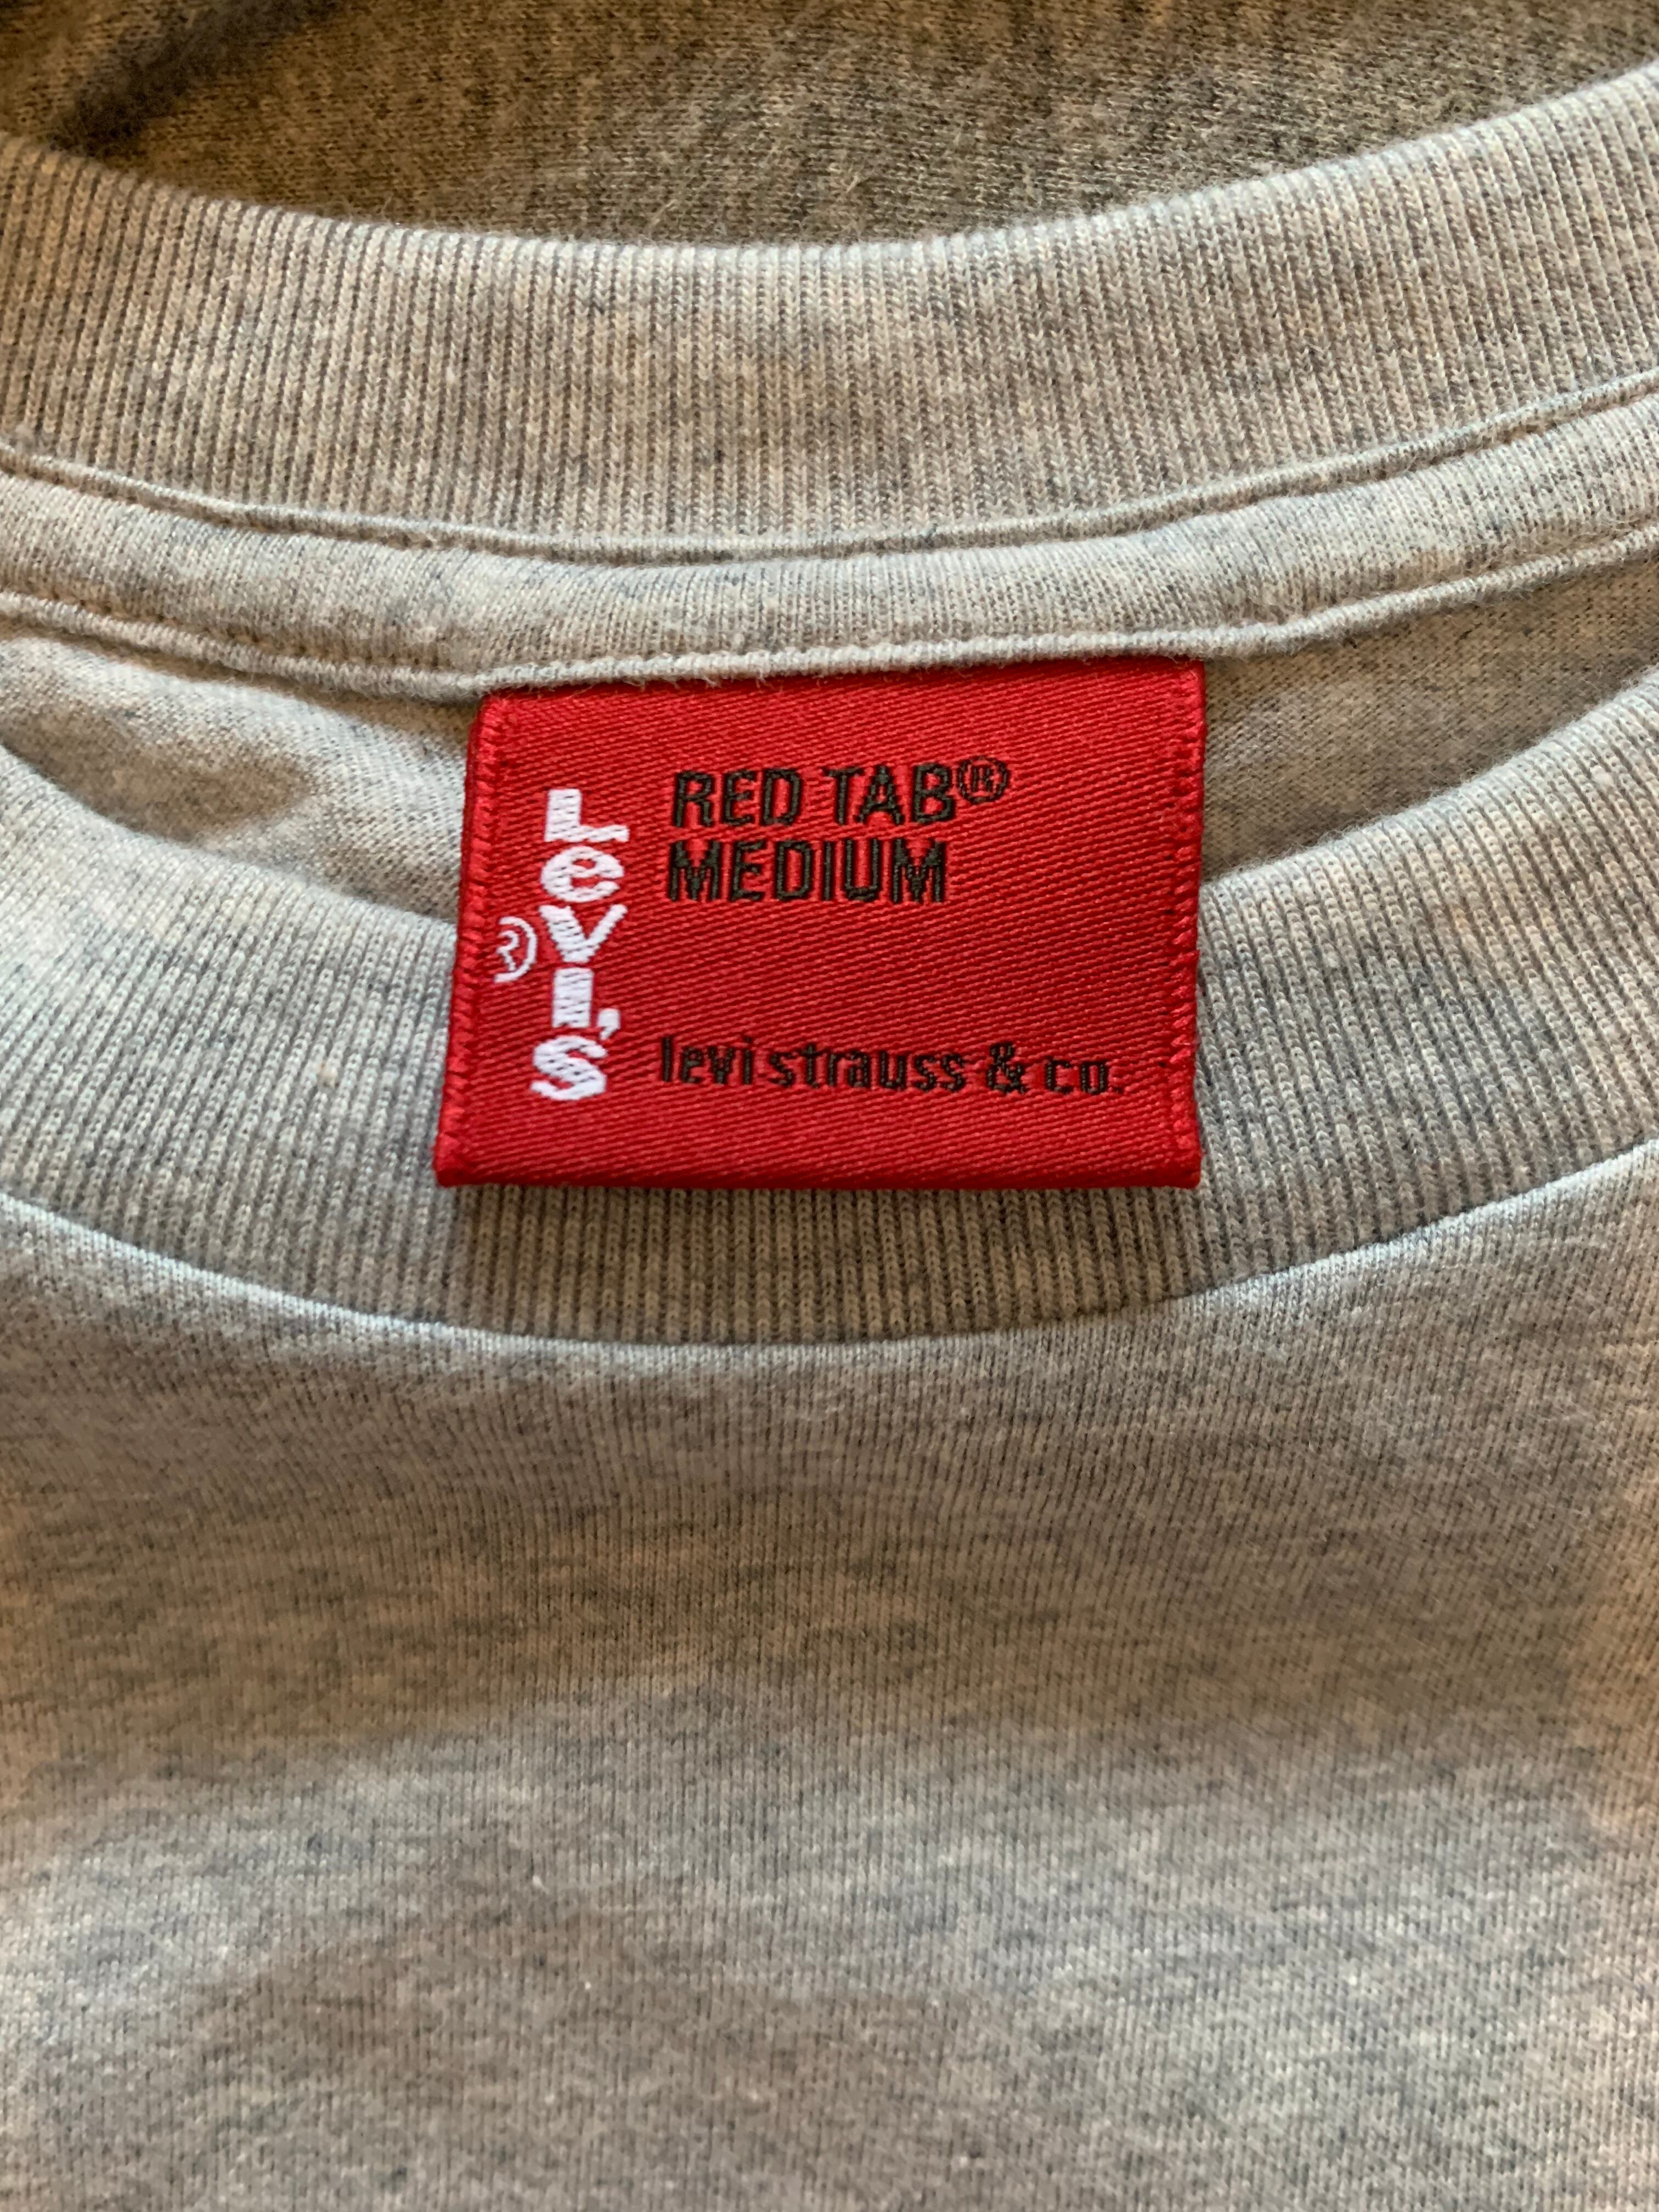 Levi's®
RED TAB®
MEDIUM
levi strauss & co.